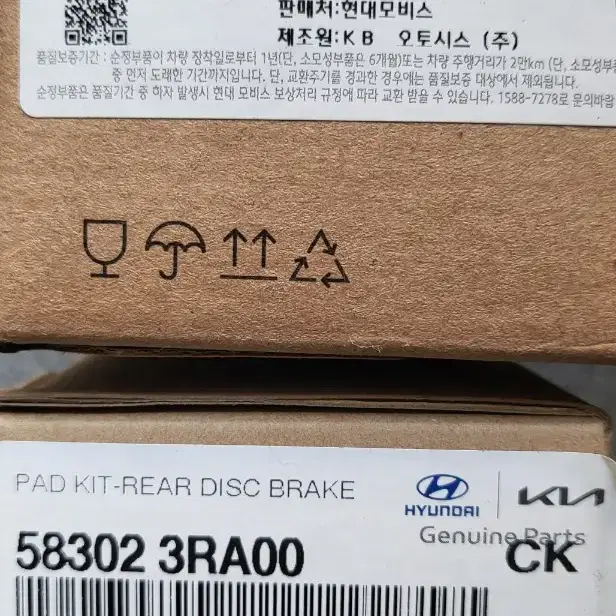 판매처:현대모비스
제조원:KB 오토시스 (주)
품질보증기간 : 순정부품이 차량 장착일로부터 1년(단, 소모성부품은 6개월)또는 차량 주행거리가 2만km (단, 소모성부
중 먼저 도래한 기간까지입니다. 단, 교환주기를 경과한 경우에는 품질보증 대상에서 제외됩니다.
순정부품은 품질기간 중 하자 발생시 현대 모비스 보상처리 규정에 따라 교환 받을 수 있습니다. 1588-7278로 문의바람
PAD KIT-REAR DISC BRAKE
HYUNDAI
KIA
Genuine Parts
58302 3RA00
CK